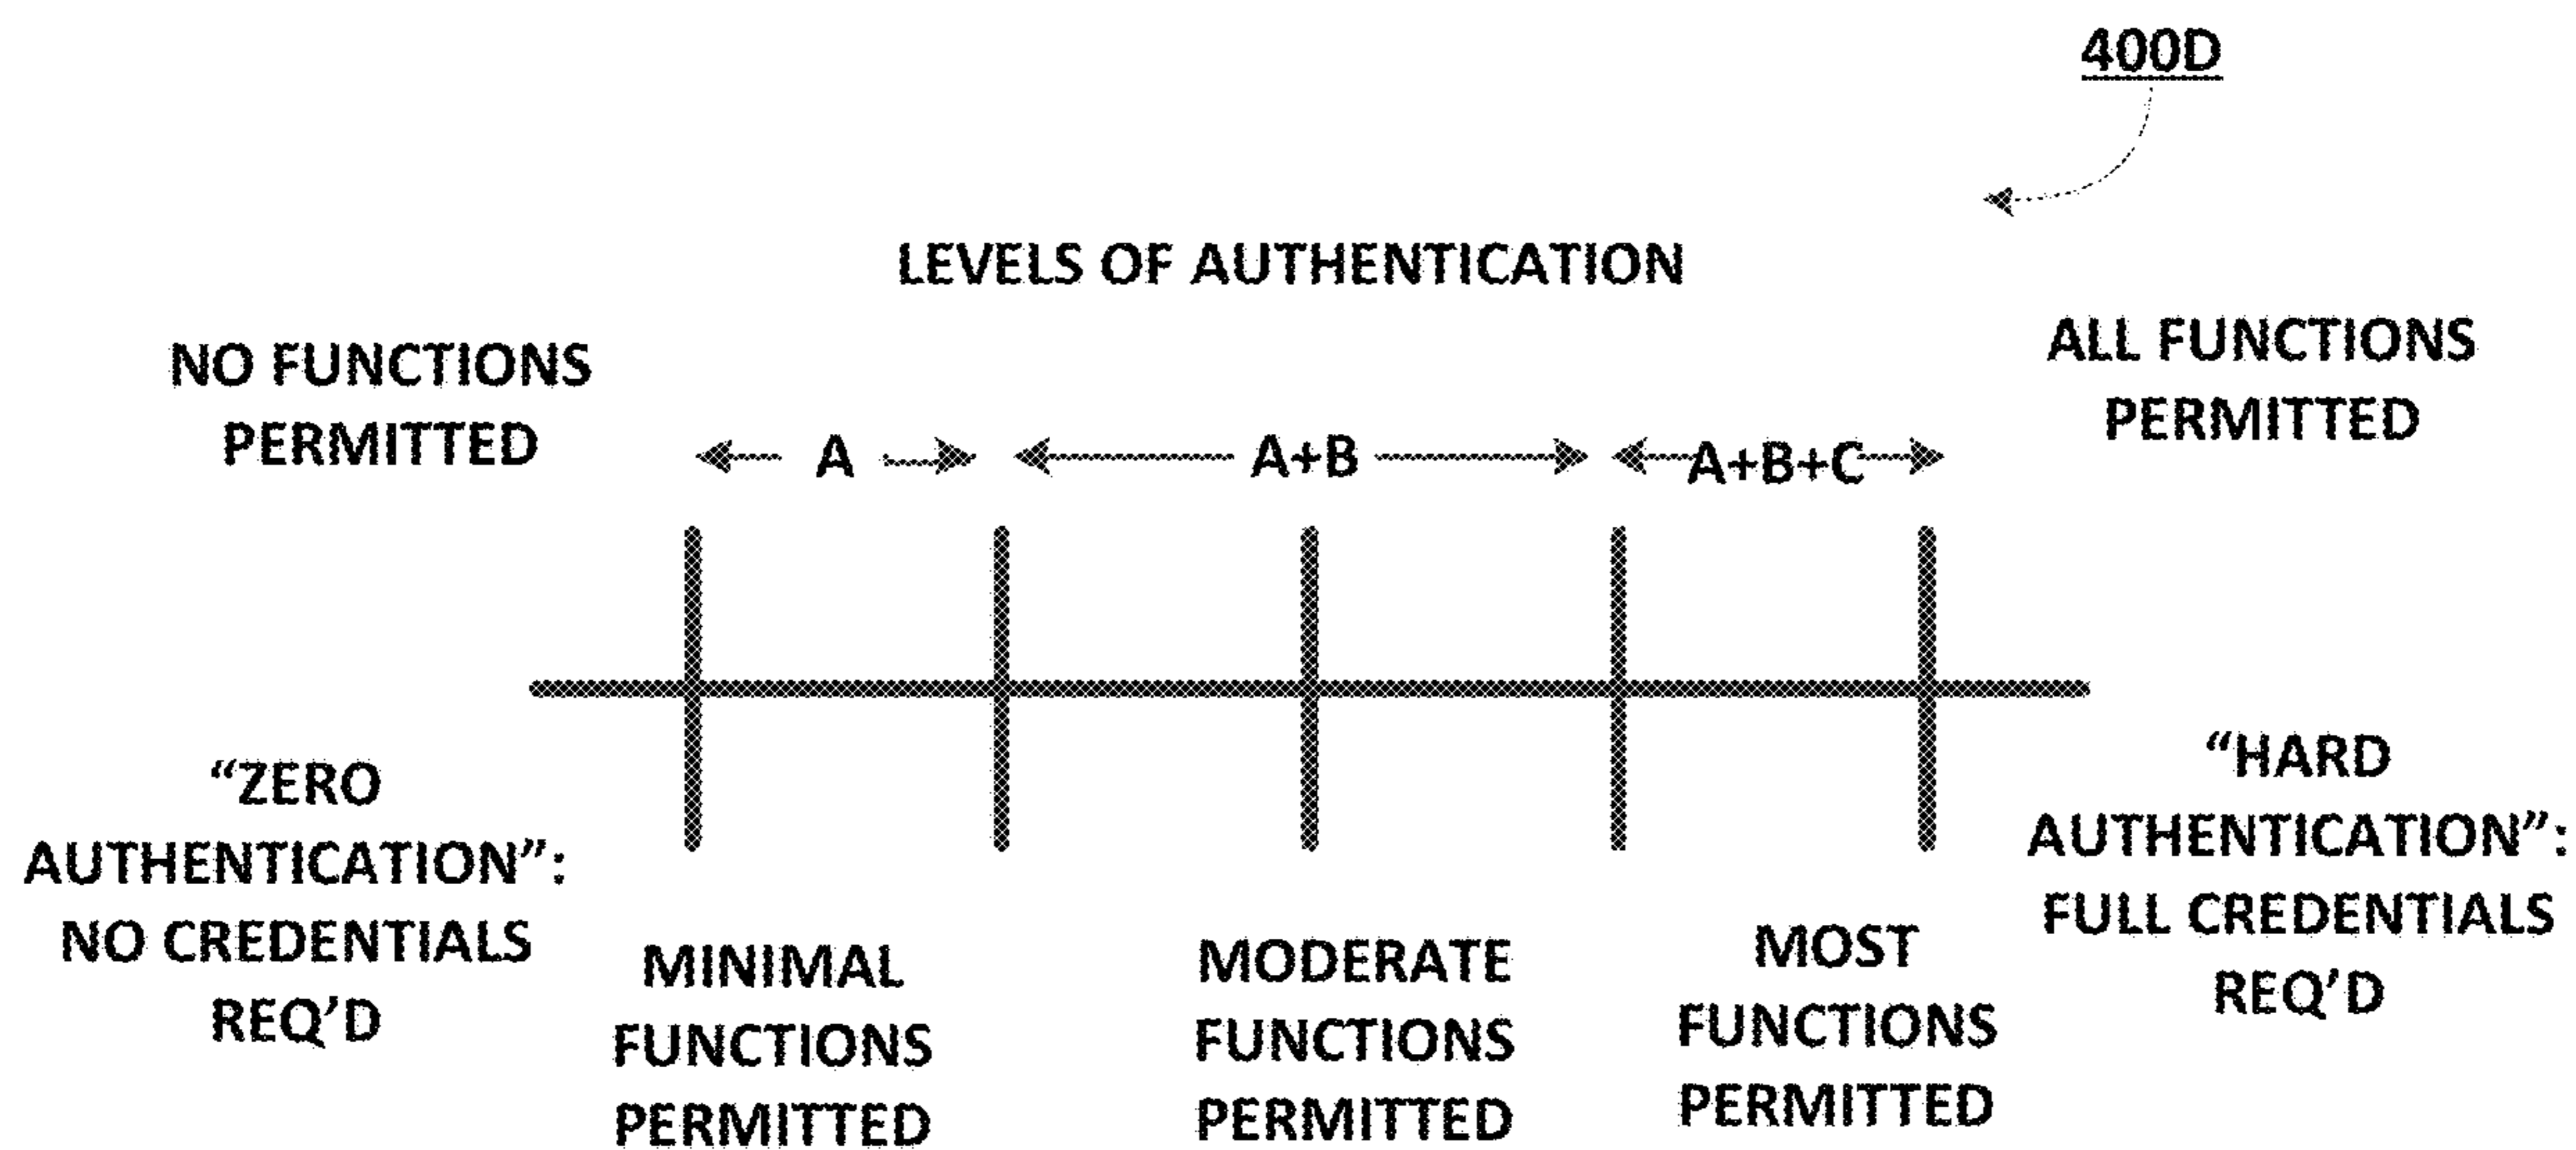 400D
LEVELS OF AUTHENTICATION
NO FUNCTIONS
PERMITTED
ALL FUNCTIONS
PERMITTED
A
A+B
A+B+C
“ZERO
AUTHENTICATION”:
NO CREDENTIALS
REQ’D
MINIMAL
FUNCTIONS
PERMITTED
MODERATE
FUNCTIONS
PERMITTED
MOST
FUNCTIONS
PERMITTED
“HARD
AUTHENTICATION”:
FULL CREDENTIALS
REQ’D